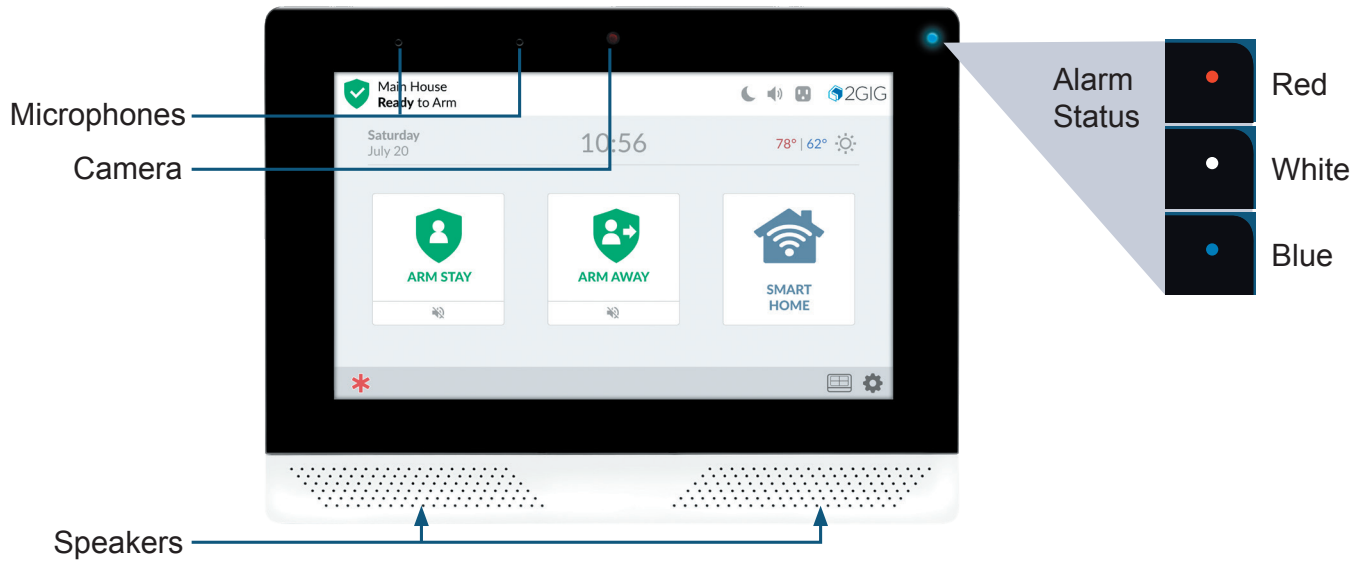 Microphones
Camera
Main House
Ready to Arm
2GIG
Saturday
July 20
10:56
78° | 62°
ARM STAY
ARM AWAY
SMART
HOME
Speakers
Alarm
Status
Red
White
Blue